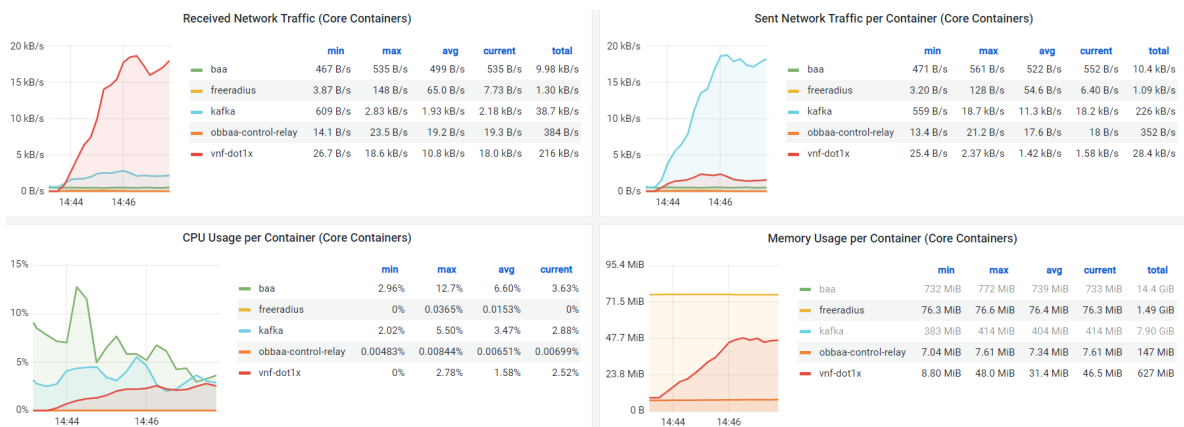 Received Network Traffic (Core Containers)
20 kB/s
15 kB/s
10 kB/s
5 kB/s
0 B/s
14:44 14:46
min max avg current total
baa 467 B/s 535 B/s 499 B/s 535 B/s 9.98 kB/s
freeradius 3.87 B/s 148 B/s 65.0 B/s 7.73 B/s 1.30 kB/s
kafka 609 B/s 2.83 kB/s 1.93 kB/s 2.18 kB/s 38.7 kB/s
obbaa-control-relay 14.1 B/s 23.5 B/s 19.2 B/s 19.3 B/s 384 B/s
vnf-dot1x 26.7 B/s 18.6 kB/s 10.8 kB/s 18.0 kB/s 216 kB/s
Sent Network Traffic per Container (Core Containers)
20 kB/s
15 kB/s
10 kB/s
5 kB/s
0 B/s
14:44 14:46
min max avg current total
baa 471 B/s 561 B/s 522 B/s 552 B/s 10.4 kB/s
freeradius 3.20 B/s 128 B/s 54.6 B/s 6.40 B/s 1.09 kB/s
kafka 559 B/s 18.7 kB/s 11.3 kB/s 18.2 kB/s 226 kB/s
obbaa-control-relay 13.4 B/s 21.2 B/s 17.6 B/s 18 B/s 352 B/s
vnf-dot1x 25.4 B/s 2.37 kB/s 1.42 kB/s 1.58 kB/s 28.4 kB/s
CPU Usage per Container (Core Containers)
15%
10%
5%
0%
14:44 14:46
min max avg current
baa 2.96% 12.7% 6.60% 3.63%
freeradius 0% 0.0365% 0.0153% 0%
kafka 2.02% 5.50% 3.47% 2.88%
obbaa-control-relay 0.00483% 0.00844% 0.00651% 0.00699%
vnf-dot1x 0% 2.78% 1.58% 2.52%
Memory Usage per Container (Core Containers)
95.4 MiB
71.5 MiB
47.7 MiB
23.8 MiB
0 B
14:44 14:46
min max avg current total
baa 732 MiB 772 MiB 739 MiB 733 MiB 14.4 GiB
freeradius 76.3 MiB 76.6 MiB 76.4 MiB 76.3 MiB 1.49 GiB
kafka 383 MiB 414 MiB 404 MiB 414 MiB 7.90 GiB
obbaa-control-relay 7.04 MiB 7.61 MiB 7.34 MiB 7.61 MiB 147 MiB
vnf-dot1x 8.80 MiB 48.0 MiB 31.4 MiB 46.5 MiB 627 MiB